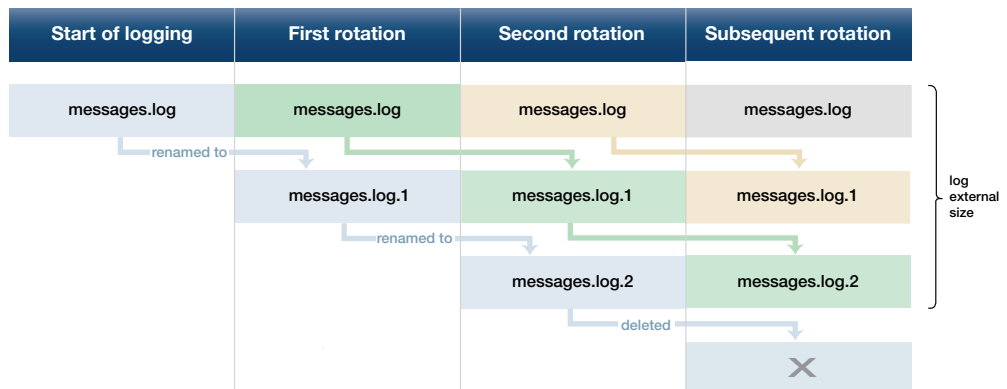 Start of logging
First rotation
Second rotation
Subsequent rotation
messages.log
messages.log
messages.log
messages.log
renamed to
messages.log.1
messages.log.1
messages.log.1
log
external
size
renamed to
messages.log.2
messages.log.2
deleted
X